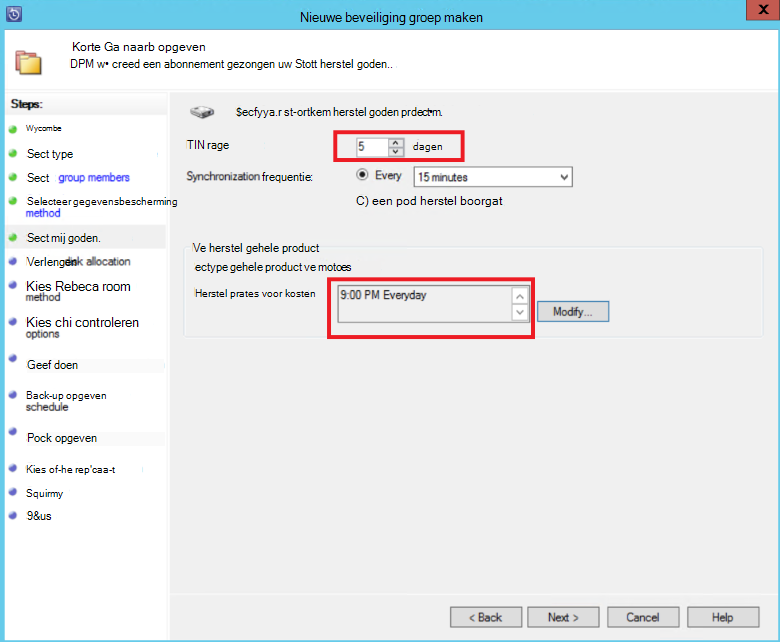 Nieuwe beveiliging groep maken
X
Korte Ga naarb opgeven
DPM w• creed een abonnement gezongen uw Stott herstel goden..
Steps:
Wycombe
Sect type
Sect group members
Selecteer gegevensbescherming
method
Sect mij goden.
Verlengen disk allocation
Kies Rebeca room
method
Kies chi controleren
options
Geef doen
Back-up opgeven
schedule
Pock opgeven
Kies of-he rep'caa-t
Squirmy
9&us
$ecfyya.r st-ortkem herstel goden prdect•m.
TIN rage
5
dagen
Synchronization frequentie:
Every
15 minutes
C) een pod herstel boorgat
Ve herstel gehele product
ectype gehele product ve motoes
Herstel prates voor kosten
9:00 PM Everyday
Modify...
< Back
Next >
Cancel
Help